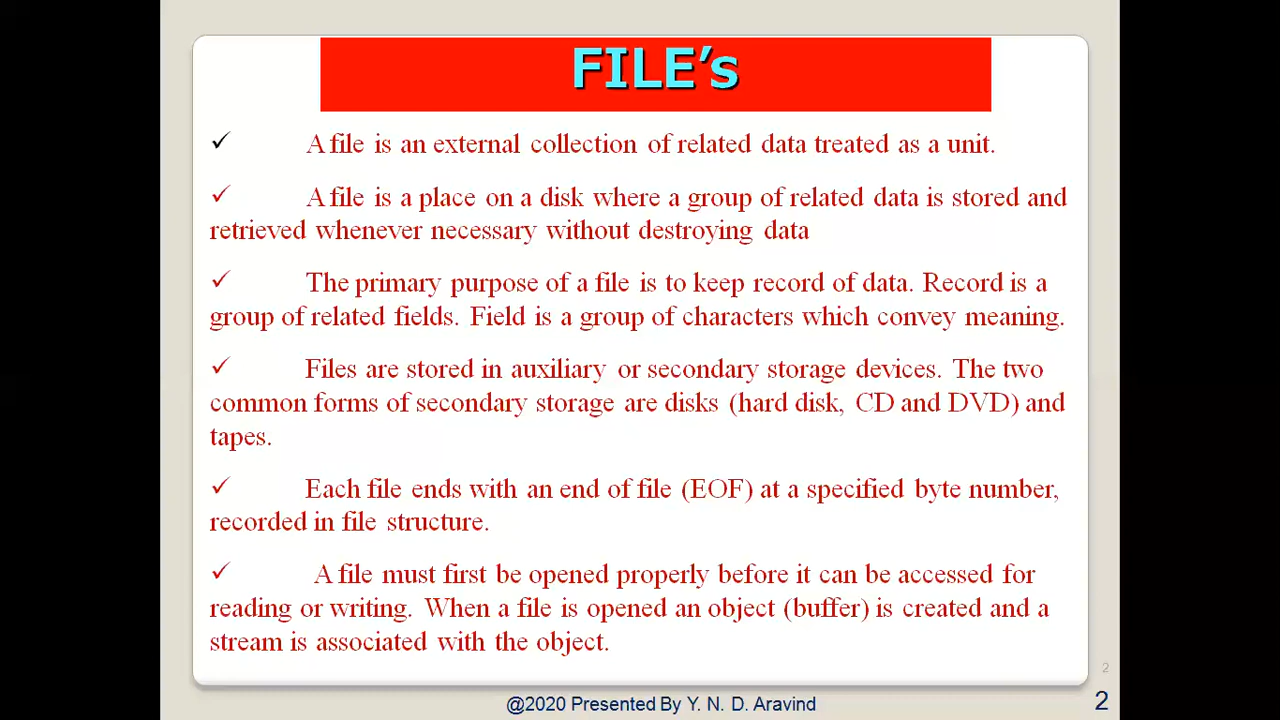 FILE’s
✓ A file is an external collection of related data treated as a unit.
✓ A file is a place on a disk where a group of related data is stored and
retrieved whenever necessary without destroying data
✓ The primary purpose of a file is to keep record of data. Record is a
group of related fields. Field is a group of characters which convey meaning.
✓ Files are stored in auxiliary or secondary storage devices. The two
common forms of secondary storage are disks (hard disk, CD and DVD) and
tapes.
✓ Each file ends with an end of file (EOF) at a specified byte number,
recorded in file structure.
✓ A file must first be opened properly before it can be accessed for
reading or writing. When a file is opened an object (buffer) is created and a
stream is associated with the object.
2
@2020 Presented By Y. N. D. Aravind
2